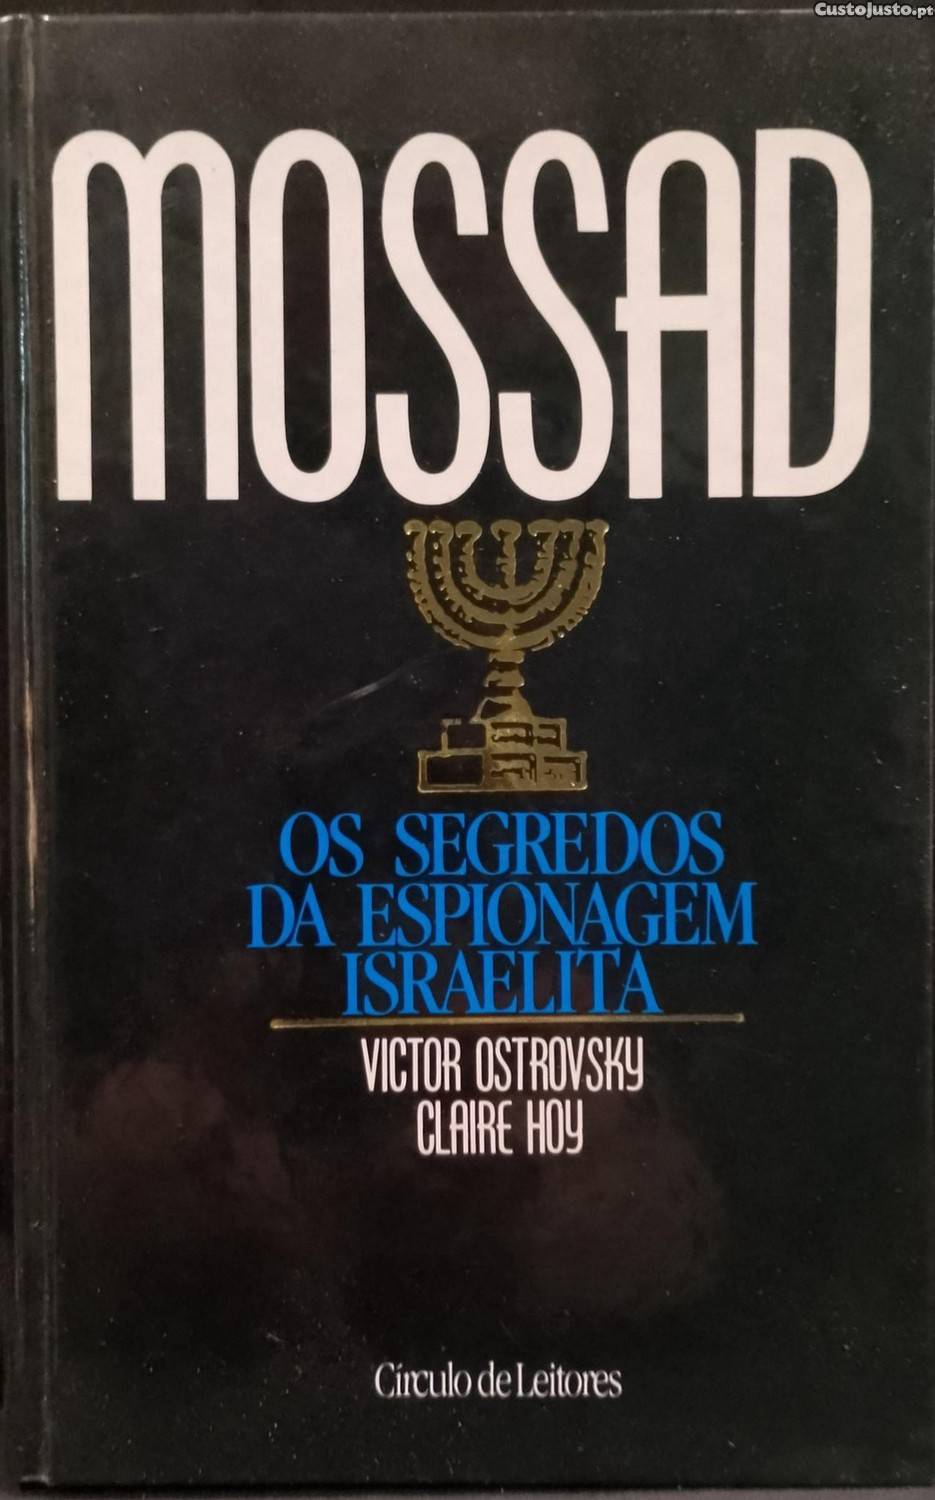 CustoJusto.pt
MOSSAD
OS SEGREDOS
DA ESPIONAGEM
ISRAELITA
VICTOR OSTROVSKY
CLAIRE HOY
Círculo de Leitores